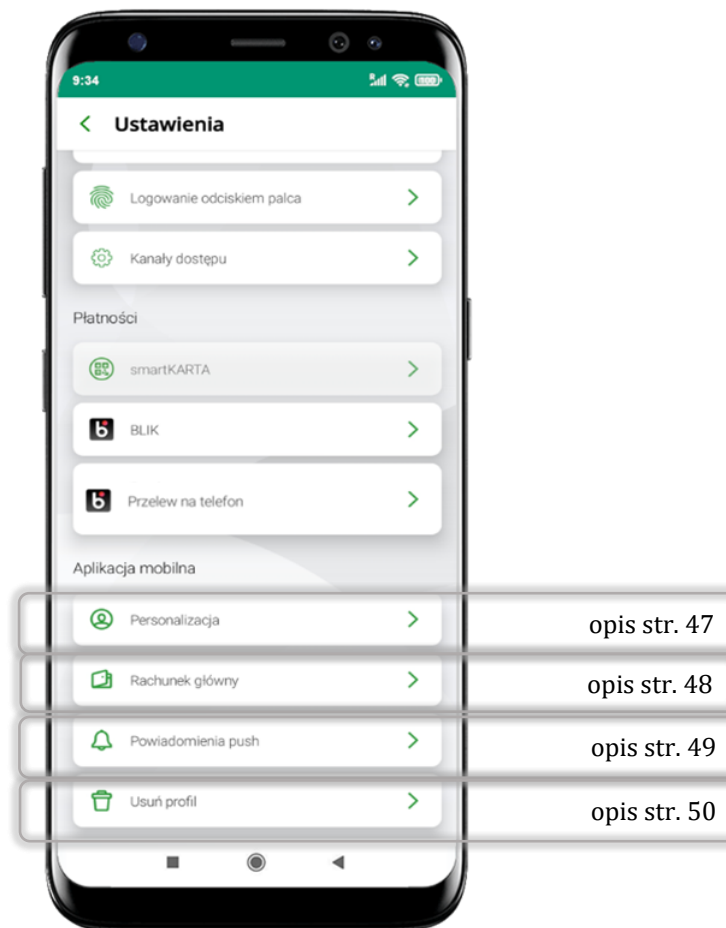 9:34
Ustawienia
Logowanie odciskiem palca
Kanały dostępu
Płatności
smartKARTA
BLIK
Przelew na telefon
Aplikacja mobilna
Personalizacja
opis str. 47
Rachunek główny
opis str. 48
Powiadomienia push
opis str. 49
Usuń profil
opis str. 50